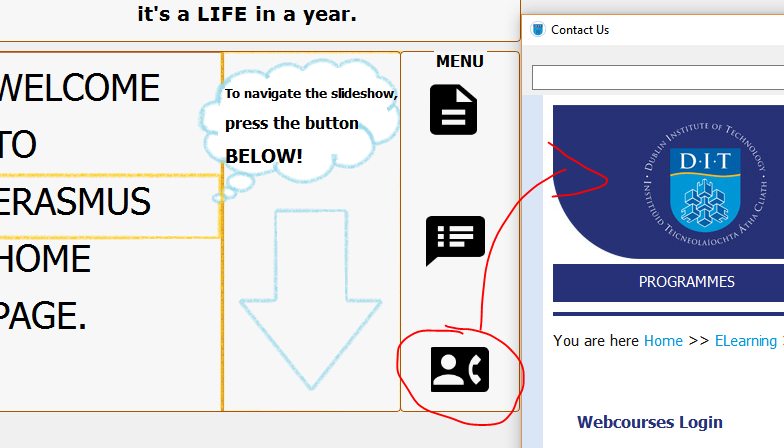 it's a LIFE in a year.
WELCOME
TO
ERASMUS
HOME
PAGE.
To navigate the slideshow,
press the button
BELOW!
MENU
Contact Us
DUBLIN INSTITUTE OF TECHNOLOGY
D·I·T
INSTITIÚID TEICNEOLAÍOCHTA ÁTHA CLIATH
PROGRAMMES
You are here Home >> ELearning
Webcourses Login